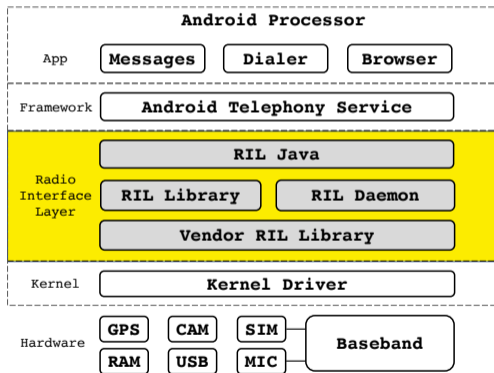 Android Processor
App
Messages Dialer Browser
Framework
Android Telephony Service
Radio
Interface
Layer
RIL Java
RIL Library RIL Daemon
Vendor RIL Library
Kernel
Kernel Driver
Hardware
GPS CAM SIM
RAM USB MIC
Baseband